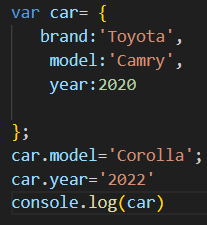 var car= {
brand:'Toyota',
model:'Camry',
year:2020
};
car.model='Corolla';
car.year='2022'
console.log(car)